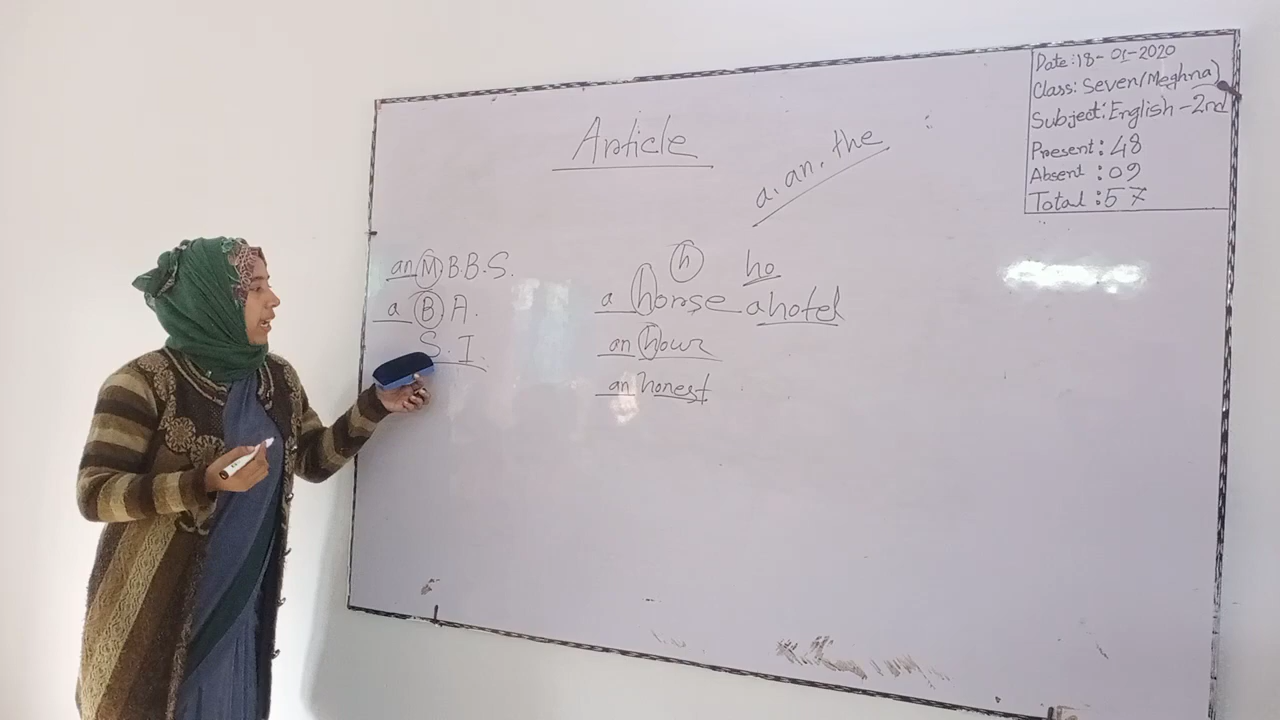 Date: 18-01-2020
Class: Seven/Meghna)
Subject: English-2nd
Present: 48
Absent: 09
Total: 57
Article
a. an. the
an M.B.B.S.
a B A.
S. I.
h
ho
a horse
a hotel
an hour
an honest